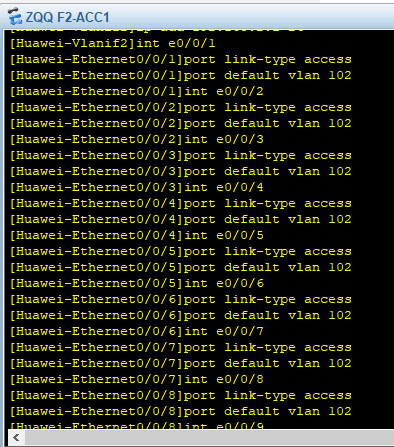 ZQQ F2-ACC1
[Huawei-Vlanif2]int e0/0/1
[Huawei-Ethernet0/0/1]port link-type access
[Huawei-Ethernet0/0/1]port default vlan 102
[Huawei-Ethernet0/0/1]int e0/0/2
[Huawei-Ethernet0/0/2]port link-type access
[Huawei-Ethernet0/0/2]port default vlan 102
[Huawei-Ethernet0/0/2]int e0/0/3
[Huawei-Ethernet0/0/3]port link-type access
[Huawei-Ethernet0/0/3]port default vlan 102
[Huawei-Ethernet0/0/3]int e0/0/4
[Huawei-Ethernet0/0/4]port link-type access
[Huawei-Ethernet0/0/4]port default vlan 102
[Huawei-Ethernet0/0/4]int e0/0/5
[Huawei-Ethernet0/0/5]port link-type access
[Huawei-Ethernet0/0/5]port default vlan 102
[Huawei-Ethernet0/0/5]int e0/0/6
[Huawei-Ethernet0/0/6]port link-type access
[Huawei-Ethernet0/0/6]port default vlan 102
[Huawei-Ethernet0/0/6]int e0/0/7
[Huawei-Ethernet0/0/7]port link-type access
[Huawei-Ethernet0/0/7]port default vlan 102
[Huawei-Ethernet0/0/7]int e0/0/8
[Huawei-Ethernet0/0/8]port link-type access
[Huawei-Ethernet0/0/8]port default vlan 102
[Huawei-Ethernet0/0/8]int e0/0/9